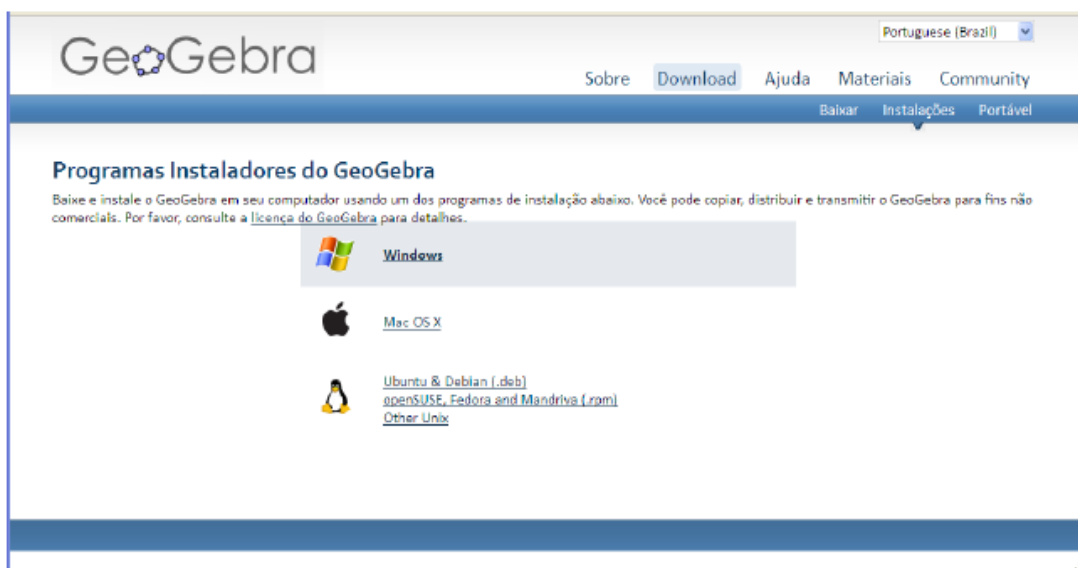 Portuguese (Brazil)
GeoGebra
Sobre Download Ajuda Materiais Community
Baixar Instalações Portável
Programas Instaladores do GeoGebra
Baixe e instale o GeoGebra em seu computador usando um dos programas de instalação abaixo. Você pode copiar, distribuir e transmitir o GeoGebra para fins não
comerciais. Por favor, consulte a licença do GeoGebra para detalhes.
Windows
Mac OS X
Ubuntu & Debian (.deb)
openSUSE, Fedora and Mandriva (.rpm)
Other Unix